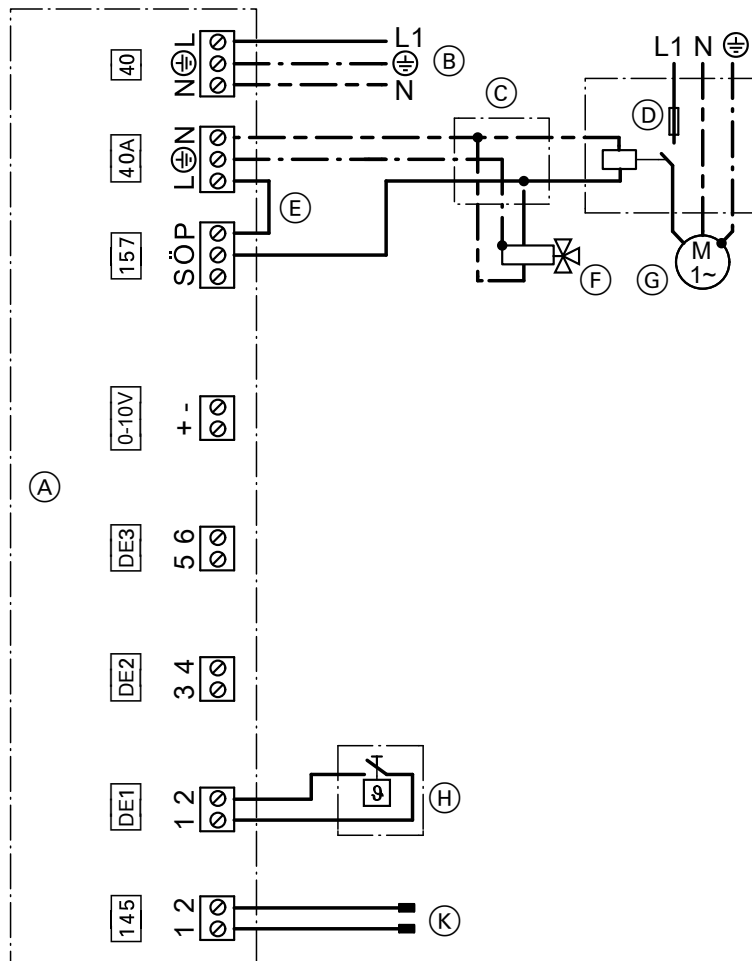 40 L N L1 N B
L1 N
C
D
40A N L
E
157 P Ö S
F G M 1~
0-10V - +
A
DE3 6 5
DE2 4 3
DE1 2 1 ϑ H
145 2 1 K